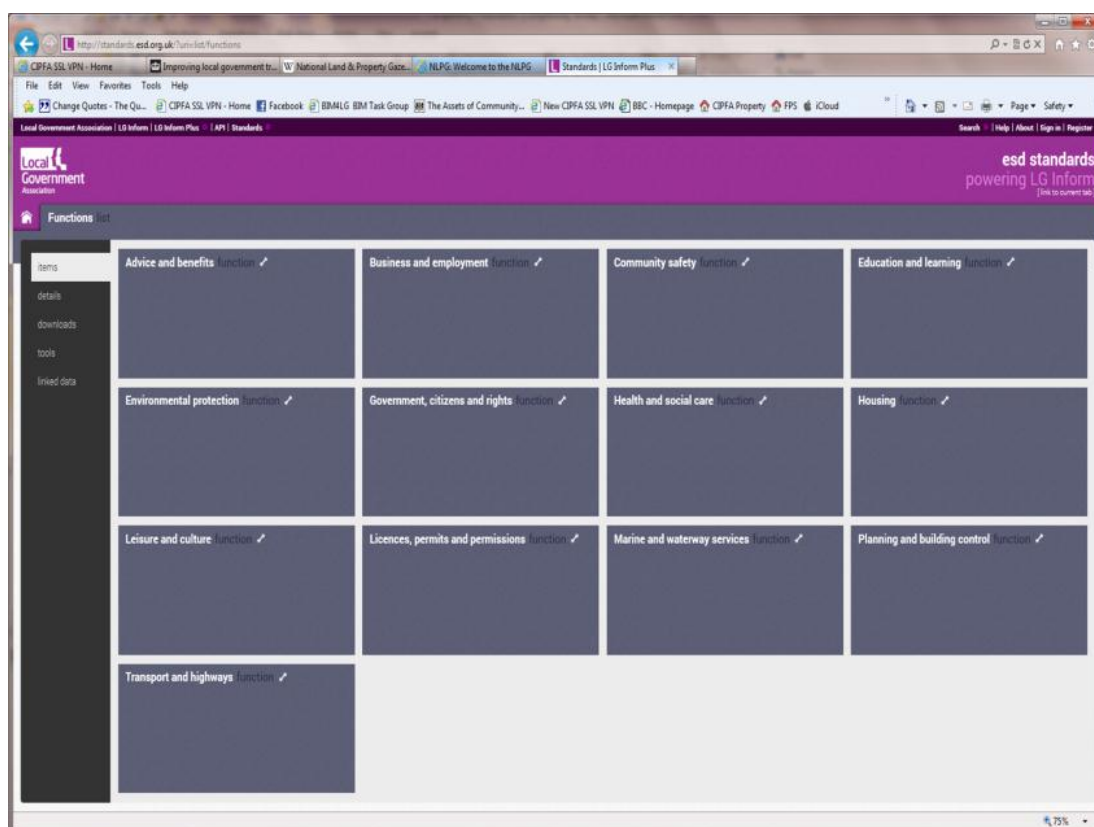 http://standards.esd.org.uk/?uri=list/functions
CIPFA SSL VPN - Home Improving local government tr... National Land & Property Gaze... NLPG: Welcome to the NLPG Standards | LG Inform Plus
File Edit View Favorites Tools Help
Change Quotes - The Qu... CIPFA SSL VPN - Home Facebook BIM4LG BIM Task Group The Assets of Community... New CIPFA SSL VPN BBC - Homepage CIPFA Property FPS iCloud Page Safety
Local Government Association | LG Inform | LG Inform Plus | API | Standards Search | Help | About | Sign in | Register
Local
Government
Association
esd standards
powering LG Inform
[link to current tab]
Functions list
items
details
downloads
tools
linked data
Advice and benefits function Business and employment function Community safety function Education and learning function
Environmental protection function Government, citizens and rights function Health and social care function Housing function
Leisure and culture function Licences, permits and permissions function Marine and waterway services function Planning and building control function
Transport and highways function
75%